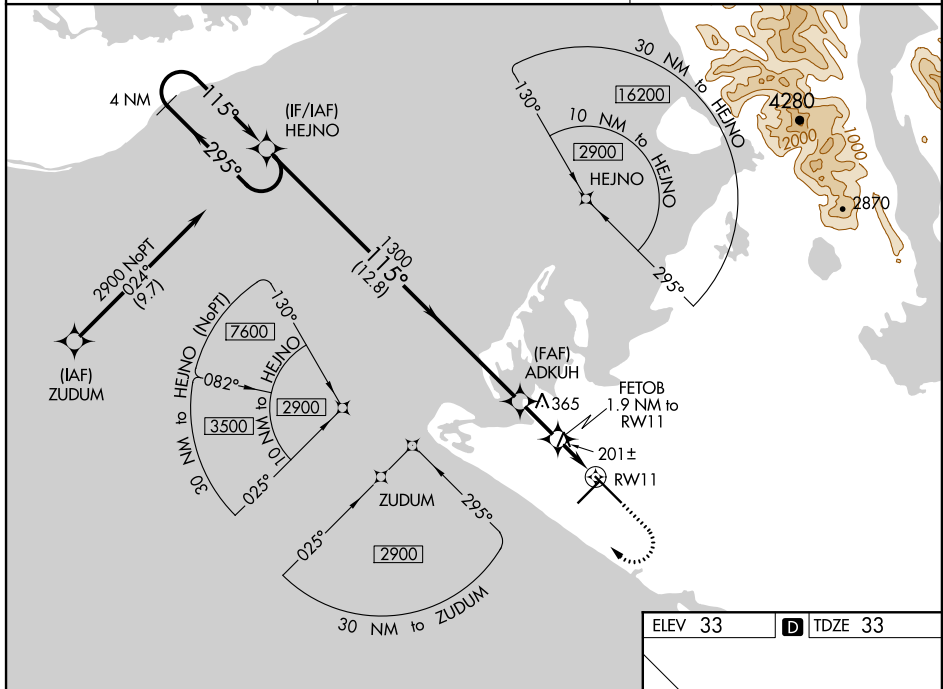 4 NM
115°
295°
(IF/IAF)
HEJNO
2900 NoPT
024°
(9.7)
(IAF)
ZUDUM
1300
115°
(12.8)
30 NM to HEJNO
16200
10 NM to HEJNO
2900
HEJNO
130°
295°
4280
2000
1000
2870
30 NM to HEJNO (NoPT)
7600
130°
082°
3500
10 NM to HEJNO
2900
025°
(FAF)
ADKUH
365
FETOB
1.9 NM to
RW11
201±
RW11
ZUDUM
025°
295°
2900
30 NM to ZUDUM
ELEV 33
D TDZE 33